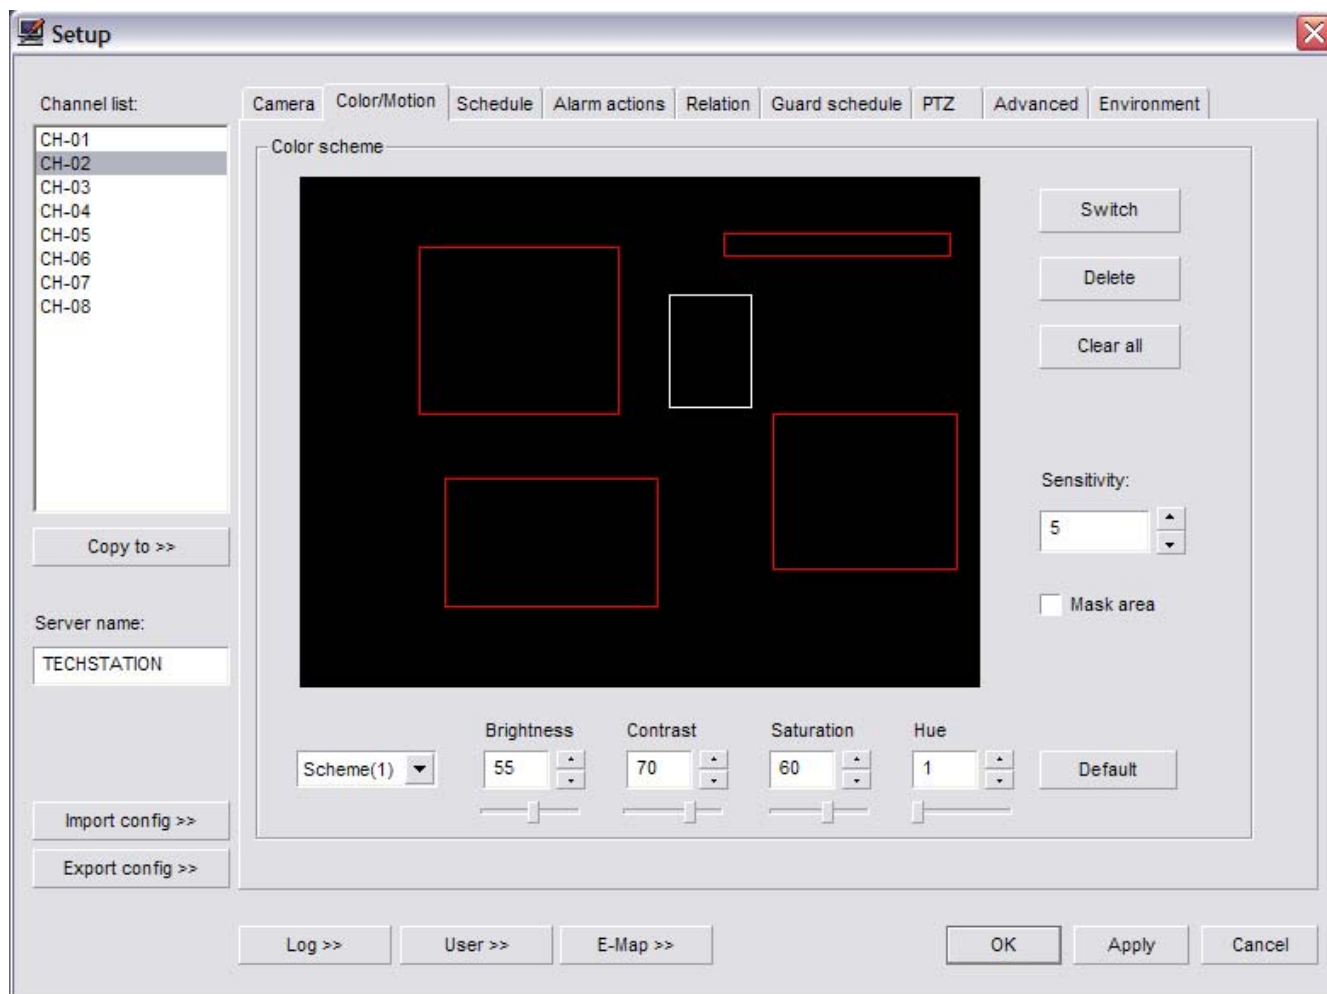 Setup
Channel list:
CH-01
CH-02
CH-03
CH-04
CH-05
CH-06
CH-07
CH-08
Copy to >>
Server name:
TECHSTATION
Import config >>
Export config >>
Camera Color/Motion Schedule Alarm actions Relation Guard schedule PTZ Advanced Environment
Color scheme
Switch
Delete
Clear all
Sensitivity:
5
Mask area
Brightness Contrast Saturation Hue
Scheme(1) 55 70 60 1 Default
Log >> User >> E-Map >> OK Apply Cancel